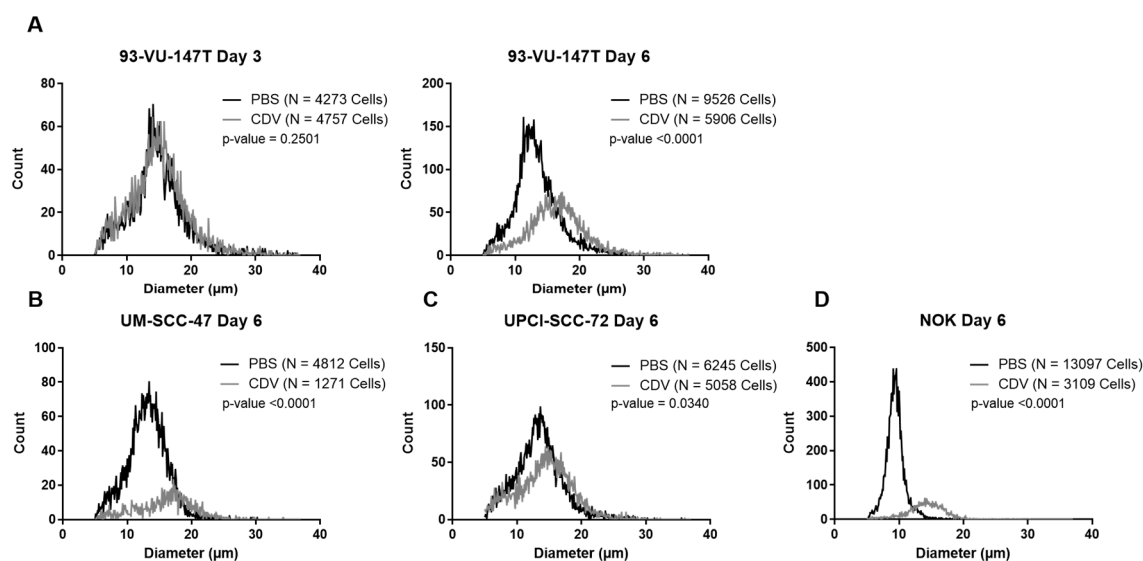 A
93-VU-147T Day 3
80
60
40
20
0
Count
0 10 20 30 40
Diameter (µm)
PBS (N = 4273 Cells)
CDV (N = 4757 Cells)
p-value = 0.2501
93-VU-147T Day 6
200
150
100
50
0
Count
0 10 20 30 40
Diameter (µm)
PBS (N = 9526 Cells)
CDV (N = 5906 Cells)
p-value <0.0001
B
UM-SCC-47 Day 6
100
80
60
40
20
0
Count
0 10 20 30 40
Diameter (µm)
PBS (N = 4812 Cells)
CDV (N = 1271 Cells)
p-value <0.0001
C
UPCI-SCC-72 Day 6
150
100
50
0
Count
0 10 20 30 40
Diameter (µm)
PBS (N = 6245 Cells)
CDV (N = 5058 Cells)
p-value = 0.0340
D
NOK Day 6
500
400
300
200
100
0
Count
0 10 20 30 40
Diameter (µm)
PBS (N = 13097 Cells)
CDV (N = 3109 Cells)
p-value <0.0001